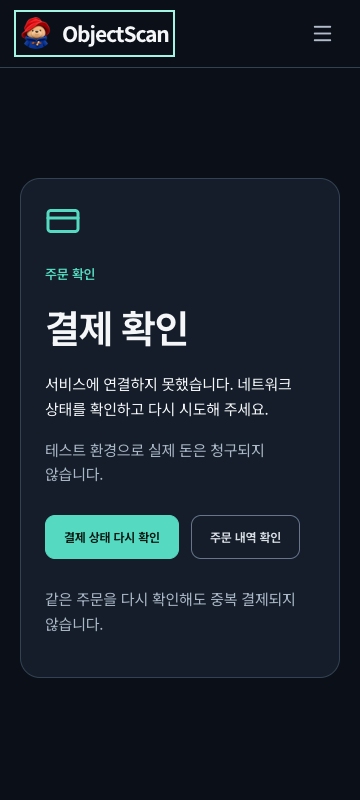 ObjectScan
주문 확인
결제 확인
서비스에 연결하지 못했습니다. 네트워크
상태를 확인하고 다시 시도해 주세요.
테스트 환경으로 실제 돈은 청구되지
않습니다.
결제 상태 다시 확인
주문 내역 확인
같은 주문을 다시 확인해도 중복 결제되지
않습니다.